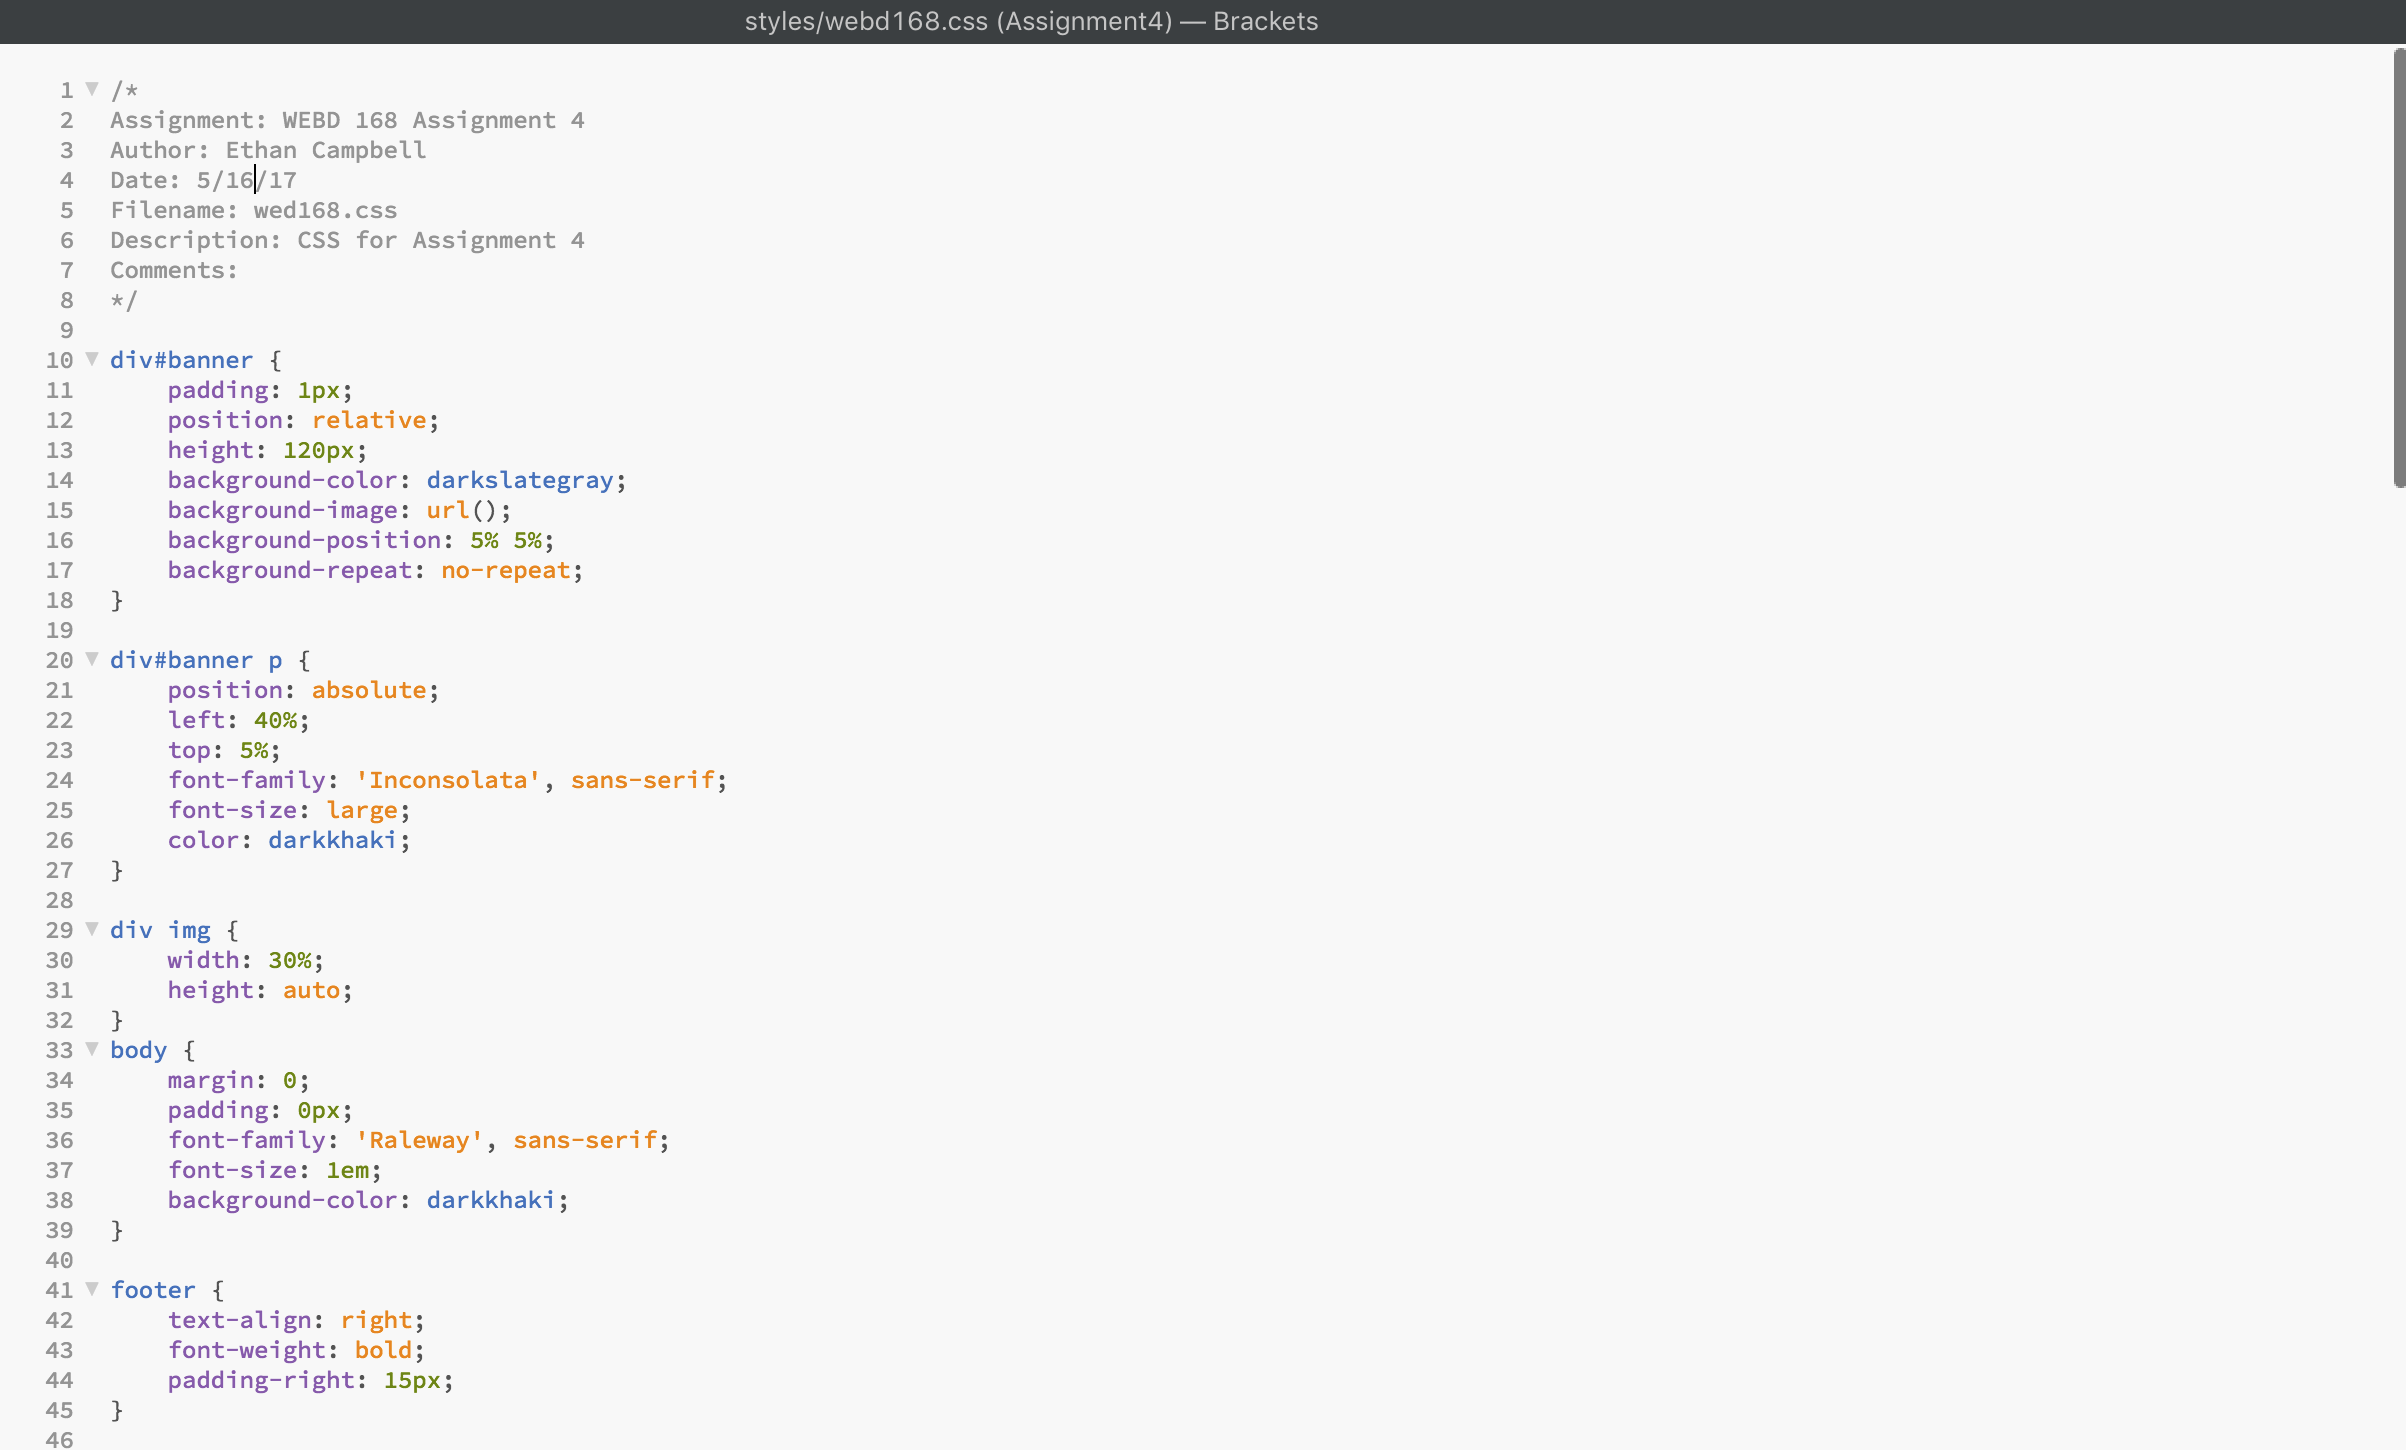 styles/webd168.css (Assignment4) — Brackets
1 /*
2 Assignment: WEBD 168 Assignment 4
3 Author: Ethan Campbell
4 Date: 5/16/17
5 Filename: wed168.css
6 Description: CSS for Assignment 4
7 Comments:
8 */
9
10 div#banner {
11     padding: 1px;
12     position: relative;
13     height: 120px;
14     background-color: darkslategray;
15     background-image: url();
16     background-position: 5% 5%;
17     background-repeat: no-repeat;
18 }
19
20 div#banner p {
21     position: absolute;
22     left: 40%;
23     top: 5%;
24     font-family: 'Inconsolata', sans-serif;
25     font-size: large;
26     color: darkkhaki;
27 }
28
29 div img {
30     width: 30%;
31     height: auto;
32 }
33 body {
34     margin: 0;
35     padding: 0px;
36     font-family: 'Raleway', sans-serif;
37     font-size: 1em;
38     background-color: darkkhaki;
39 }
40
41 footer {
42     text-align: right;
43     font-weight: bold;
44     padding-right: 15px;
45 }
46